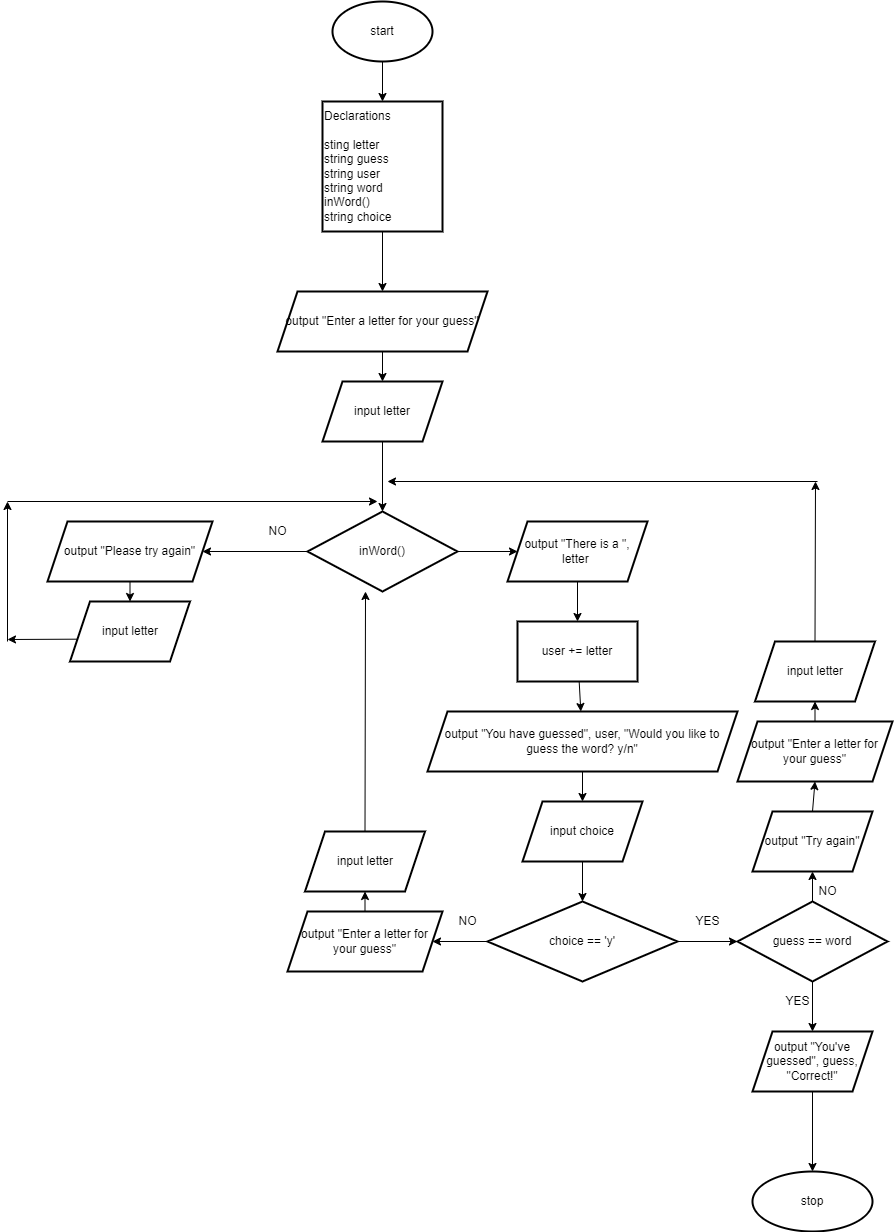 start
Declarations
sting letter
string guess
string user
string word
inWord()
string choice
output "Enter a letter for your guess"
input letter
NO
inWord()
output "Please try again"
input letter
output "There is a ",
letter
user += letter
output "You have guessed", user, "Would you like to
guess the word? y/n"
input choice
choice == 'y'
NO
output "Enter a letter for
your guess"
input letter
YES
guess == word
NO
output "Try again"
output "Enter a letter for
your guess"
input letter
YES
output "You've
guessed", guess,
"Correct!"
stop